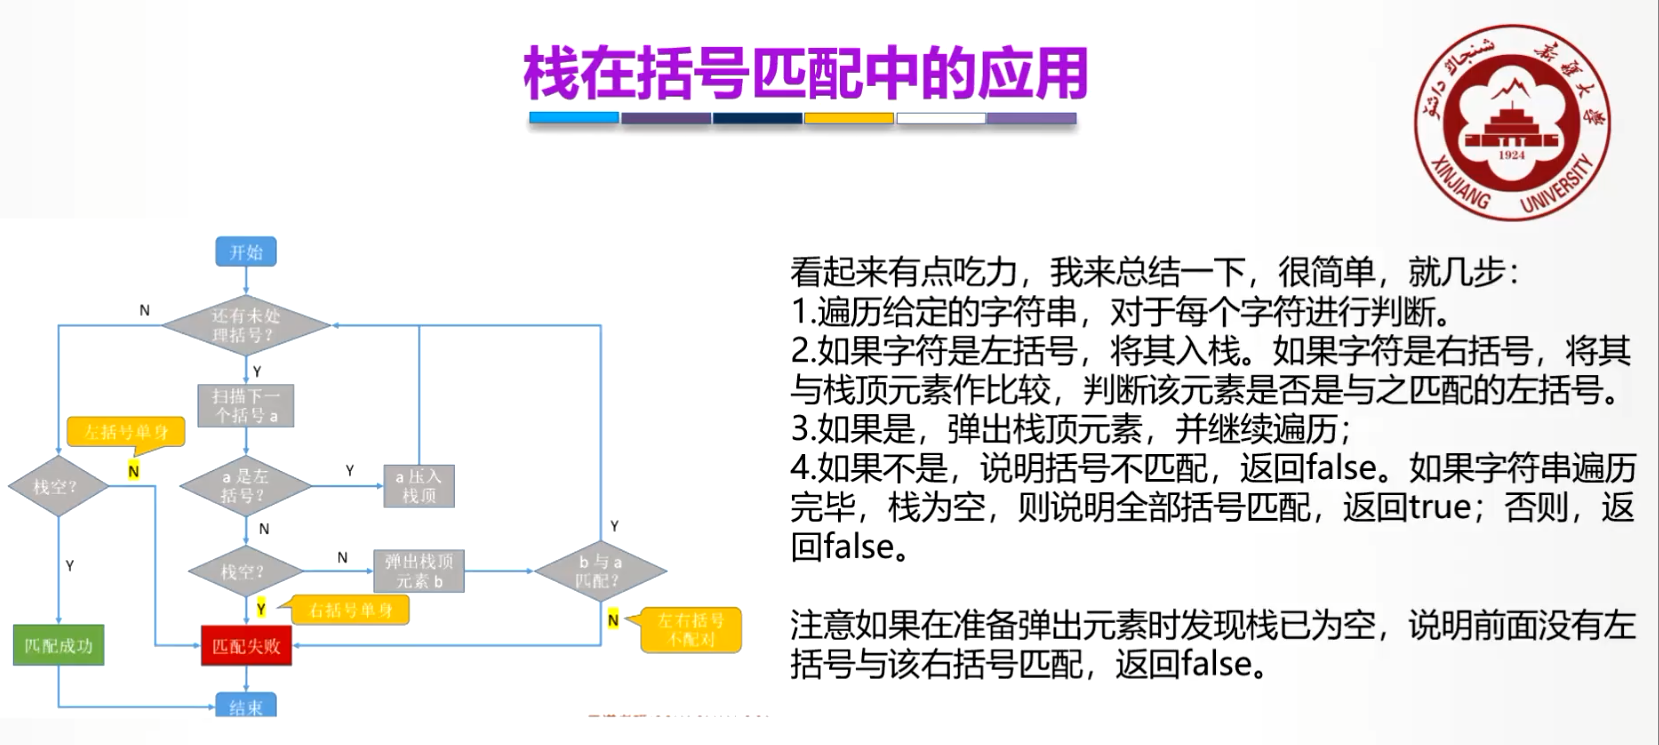 栈在括号匹配中的应用
شىنجاڭ داشۆ
新疆大学
1924
XINJIANG UNIVERSITY
开始
还有未处
理括号?
N
Y
扫描下一
个括号 a
左括号单身
N
栈空?
a 是左
括号?
Y
a 压入
栈顶
N
Y
Y
栈空?
N
弹出栈顶
元素 b
b 与 a
匹配?
Y
右括号单身
N
左右括号
不配对
匹配成功
匹配失败
结束
看起来有点吃力，我来总结一下，很简单，就几步：
1.遍历给定的字符串，对于每个字符进行判断。
2.如果字符是左括号，将其入栈。如果字符是右括号，将其
与栈顶元素作比较，判断该元素是否是与之匹配的左括号。
3.如果是，弹出栈顶元素，并继续遍历；
4.如果不是，说明括号不匹配，返回false。如果字符串遍历
完毕，栈为空，则说明全部括号匹配，返回true；否则，返
回false。
注意如果在准备弹出元素时发现栈已为空，说明前面没有左
括号与该右括号匹配，返回false。